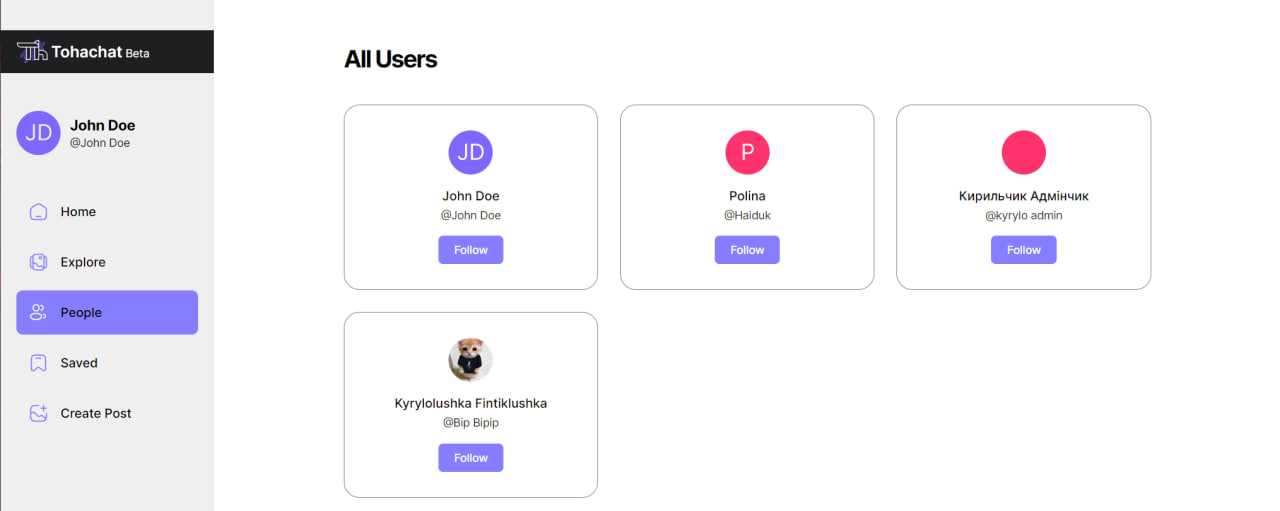 Tohachat Beta
JD
John Doe
@John Doe
Home
Explore
People
Saved
Create Post
All Users
JD
John Doe
@John Doe
Follow
P
Polina
@Haiduk
Follow
Кирильчик Адмінчик
@kyrylo admin
Follow
Kyrylolushka Fintiklushka
@Bip Bipip
Follow